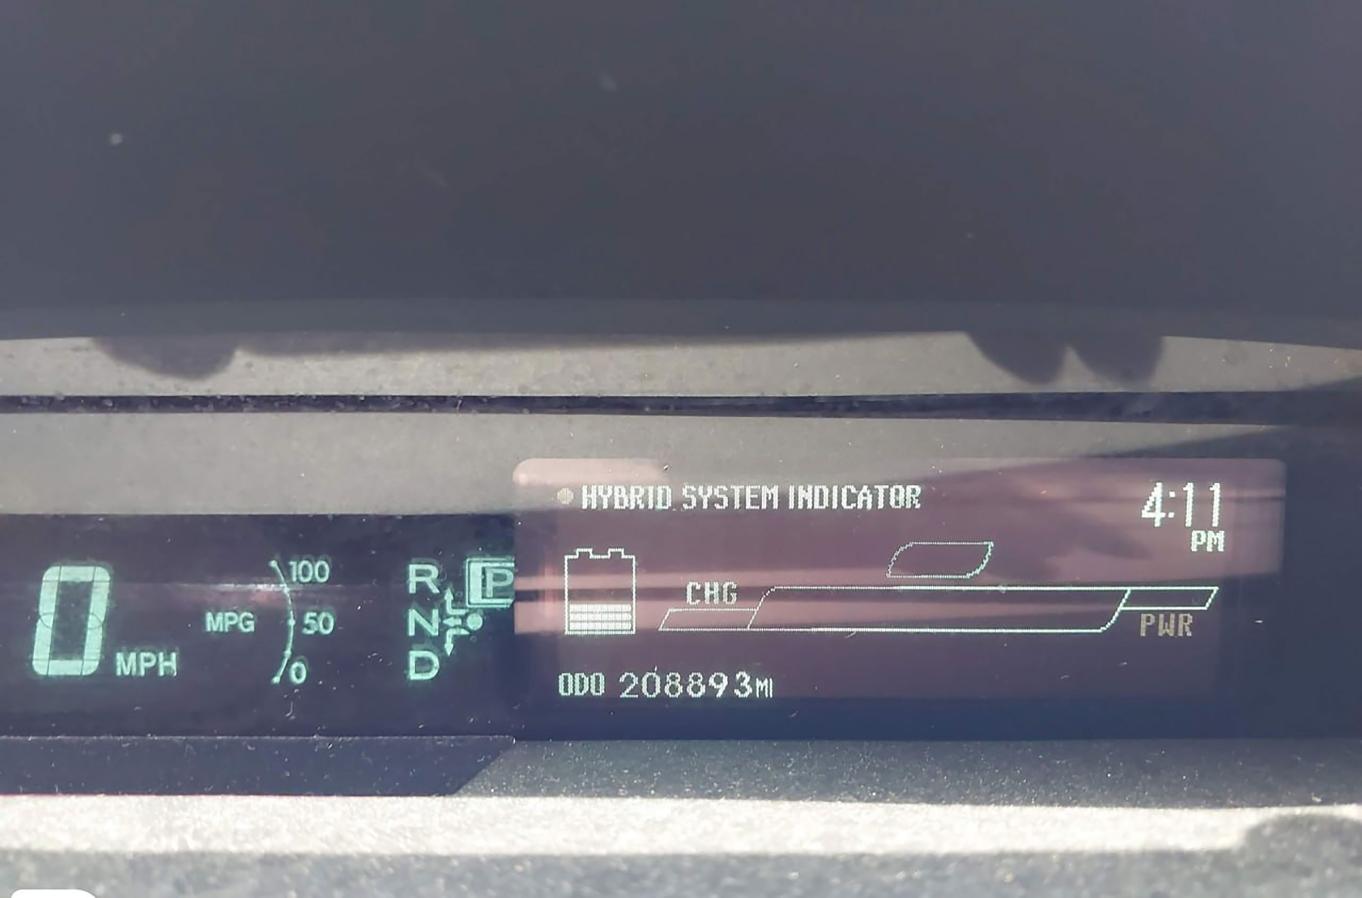 HYBRID SYSTEM INDICATOR
4:11
PM
0 MPH
MPG
100
50
0
R
N
D
P
CHG
PWR
ODO 208893MI